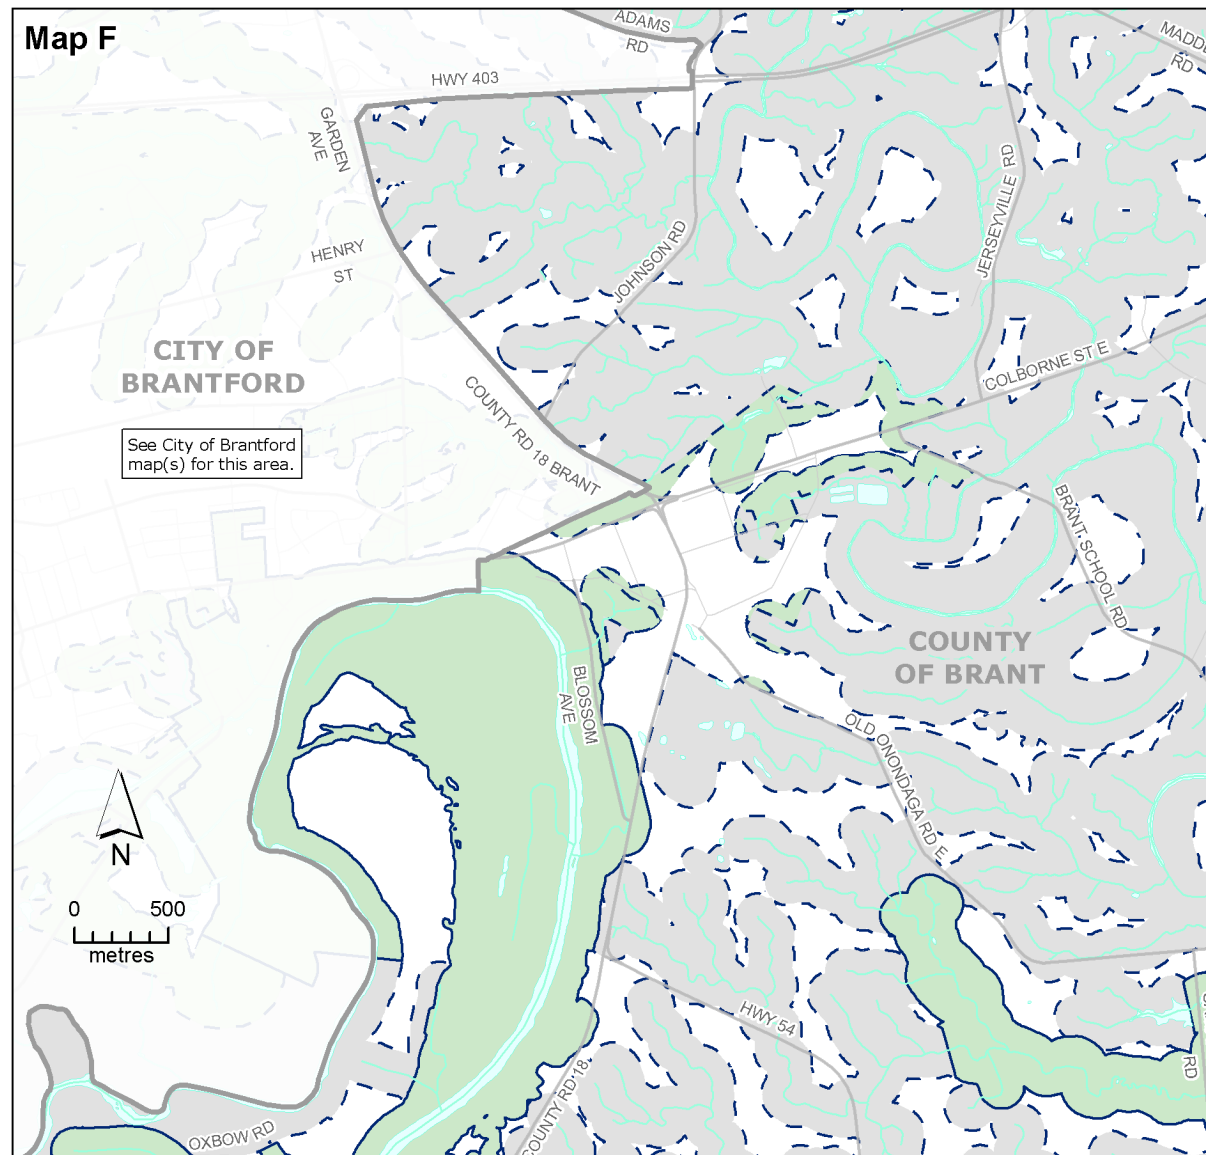 Map F
ADAMS
RD
MADDE
RD
HWY 403
GARDEN
AVE
JERSEYVILLE RD
HENRY
ST
JOHNSON RD
CITY OF
BRANTFORD
COLBORNE ST E
COUNTY RD 18 BRANT
See City of Brantford
map(s) for this area.
BRANT SCHOOL RD
COUNTY
OF BRANT
BLOSSOM
AVE
OLD ONONDAGA RD E
N
0 500
metres
HWY 54
RD
COUNTY RD 18
OXBOW RD